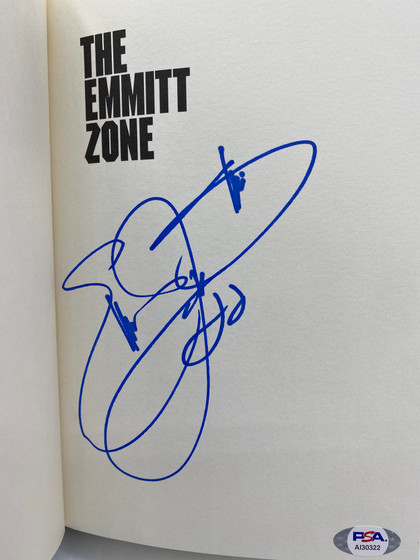 THE
EMMITT
ZONE
PSA
AI30322